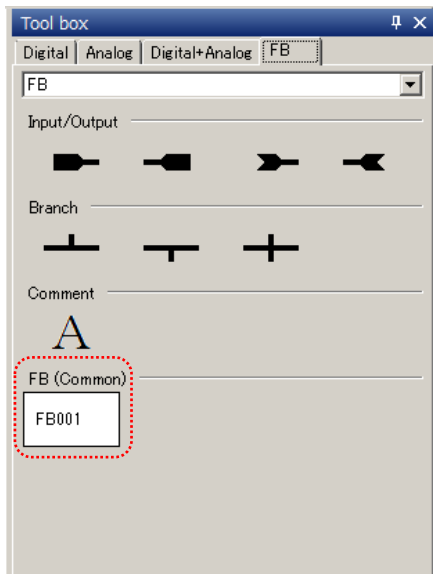 Tool box
Digital Analog Digital+Analog FB
FB
Input/Output
Branch
Comment
A
FB (Common)
FB001